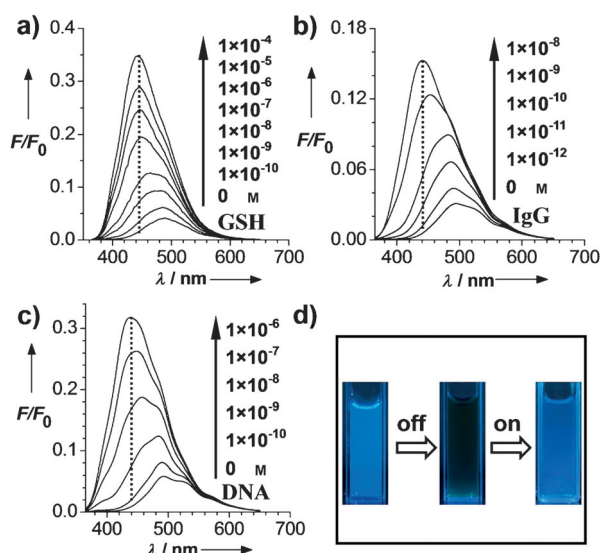 a)
0.4
0.3
0.2
0.1
0.0
F/F₀
1×10⁻⁴
1×10⁻⁵
1×10⁻⁶
1×10⁻⁷
1×10⁻⁸
1×10⁻⁹
1×10⁻¹⁰
0 M
GSH
400 500 600 700
λ / nm
b)
0.18
0.12
0.06
0.00
F/F₀
1×10⁻⁸
1×10⁻⁹
1×10⁻¹⁰
1×10⁻¹¹
1×10⁻¹²
0 M
IgG
400 500 600 700
λ / nm
c)
0.3
0.2
0.1
0.0
F/F₀
1×10⁻⁶
1×10⁻⁷
1×10⁻⁸
1×10⁻⁹
1×10⁻¹⁰
0 M
DNA
400 500 600 700
λ / nm
d)
off
on